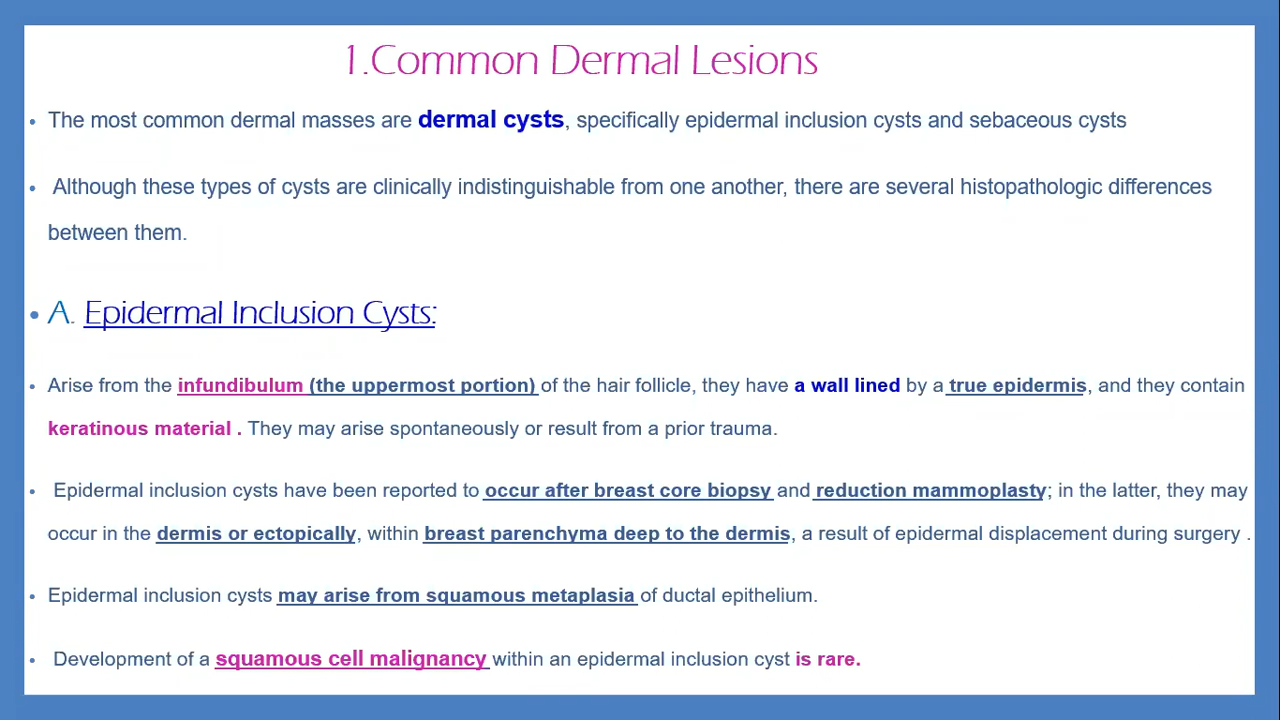 1.Common Dermal Lesions
• The most common dermal masses are dermal cysts, specifically epidermal inclusion cysts and sebaceous cysts
• Although these types of cysts are clinically indistinguishable from one another, there are several histopathologic differences
between them.
• A. Epidermal Inclusion Cysts:
• Arise from the infundibulum (the uppermost portion) of the hair follicle, they have a wall lined by a true epidermis, and they contain
keratinous material . They may arise spontaneously or result from a prior trauma.
• Epidermal inclusion cysts have been reported to occur after breast core biopsy and reduction mammoplasty; in the latter, they may
occur in the dermis or ectopically, within breast parenchyma deep to the dermis, a result of epidermal displacement during surgery .
• Epidermal inclusion cysts may arise from squamous metaplasia of ductal epithelium.
• Development of a squamous cell malignancy within an epidermal inclusion cyst is rare.